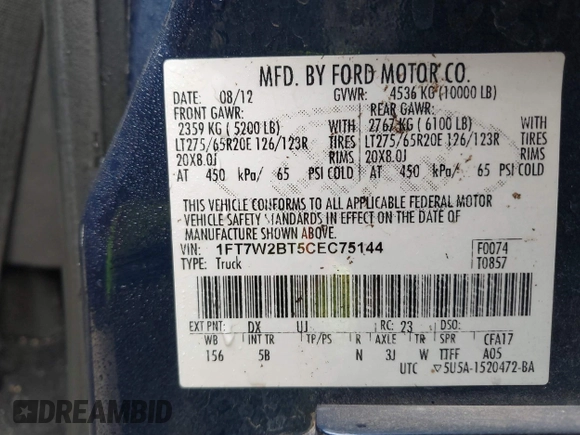 MFD. BY FORD MOTOR CO.
DATE: 08/12 GVWR: 4536 KG (10000 LB)
FRONT GAWR: REAR GAWR:
2359 KG ( 5200 LB) WITH 2767 KG ( 6100 LB) WITH
LT275/65R20E 126/123R TIRES LT275/65R20E 126/123R TIRES
20X8.0J RIMS 20X8.0J RIMS
AT 450 kPa/ 65 PSI COLD AT 450 kPa/ 65 PSI COLD
THIS VEHICLE CONFORMS TO ALL APPLICABLE FEDERAL MOTOR
VEHICLE SAFETY STANDARDS IN EFFECT ON THE DATE OF
MANUFACTURE SHOWN ABOVE.
VIN: 1FT7W2BT5CEC75144 F0074
TYPE: Truck T0857
EXT PNT: DX UJ RC: 23 DSO:
WB INT TR TP/PS R AXLE TR SPR CFA17
156 5B N 3J W TTFF A05
UTC ▽5U5A-1520472-BA
DREAMBID